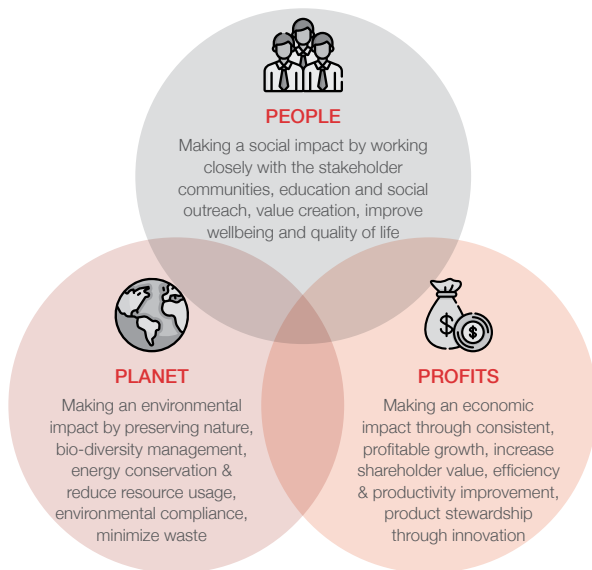 PEOPLE
Making a social impact by working
closely with the stakeholder
communities, education and social
outreach, value creation, improve
wellbeing and quality of life
PLANET
Making an environmental
impact by preserving nature,
bio-diversity management,
energy conservation &
reduce resource usage,
environmental compliance,
minimize waste
$
$
PROFITS
Making an economic
impact through consistent,
profitable growth, increase
shareholder value, efficiency
& productivity improvement,
product stewardship
through innovation